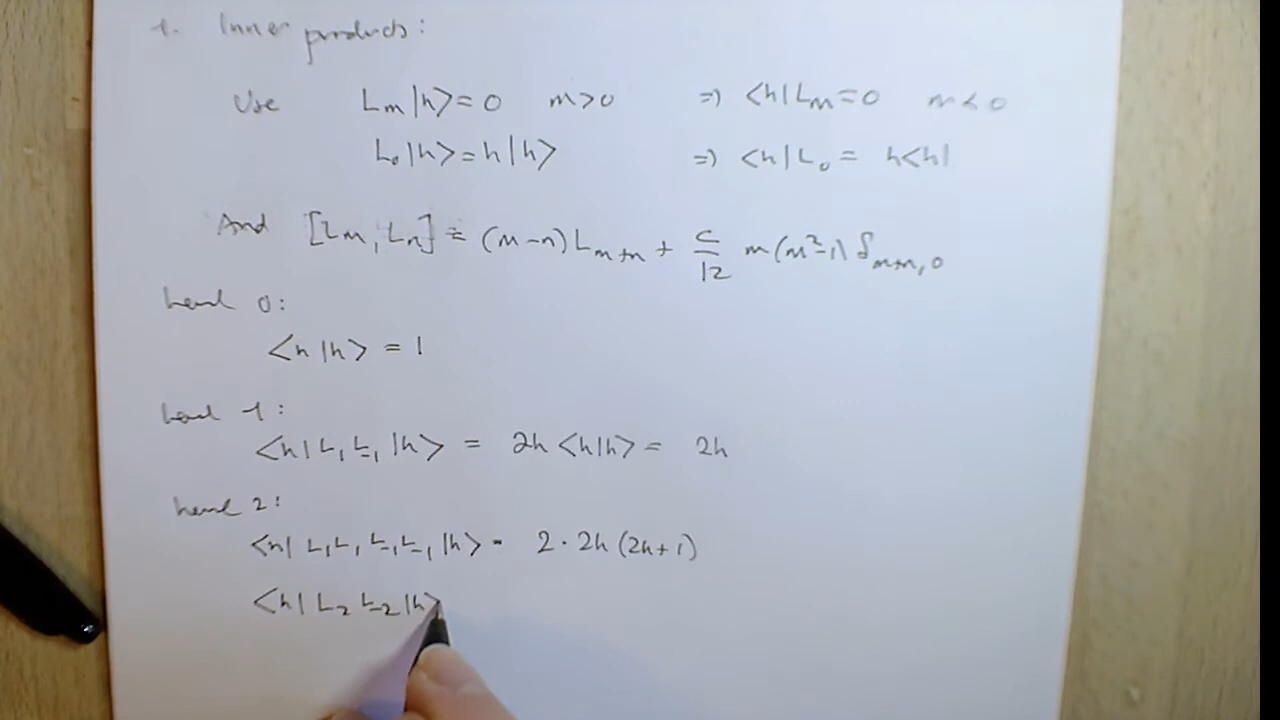 1. Inner products:
Use Lₘ|h> = 0 m>0 => <h|Lₘ = 0 m<0
L₀|h> = h|h> => <h|L₀ = h<h|
And [Lₘ, Lₙ] = (m-n)Lₘ₊ₙ + c/12 m(m²-1) δₘ₊ₙ,₀
Level 0:
<h|h> = 1
Level 1:
<h|L₁L₋₁|h> = 2h<h|h> = 2h
Level 2:
<h|L₁L₁L₋₁L₋₁|h> = 2·2h(2h+1)
<h|L₂L₋₂|h>